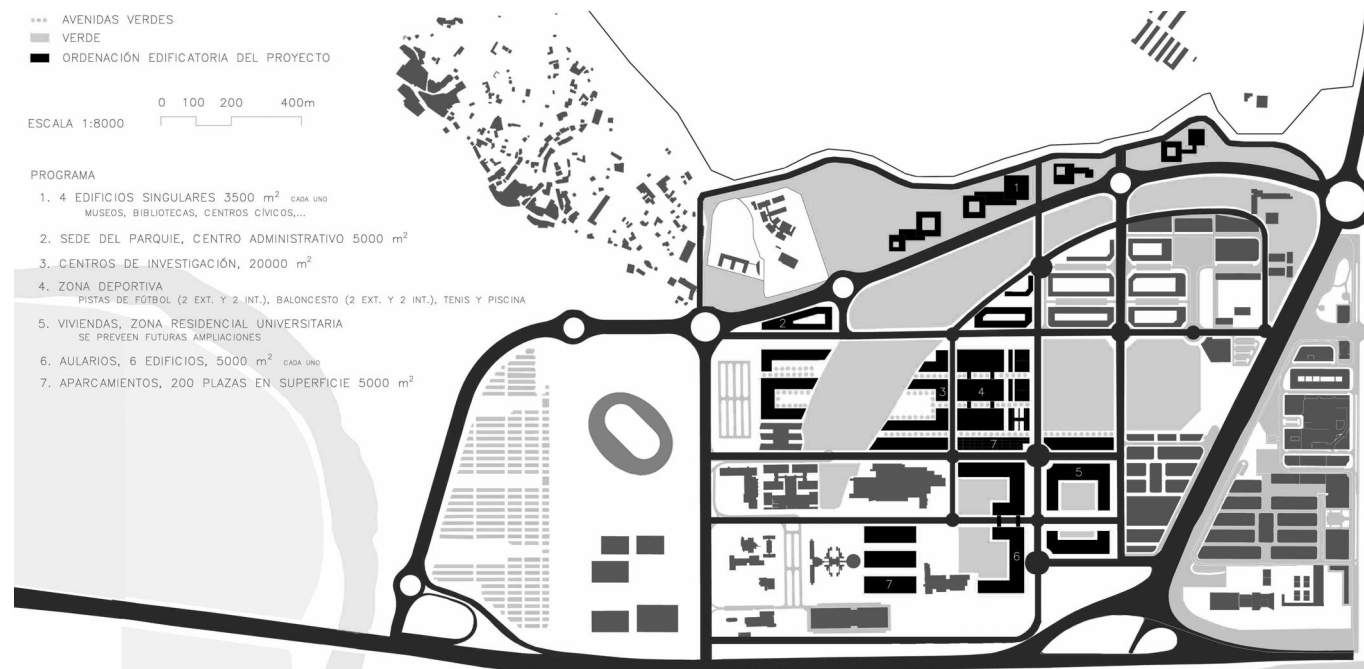 AVENIDAS VERDES
VERDE
ORDENACIÓN EDIFICATORIA DEL PROYECTO
0 100 200 400m
ESCALA 1:8000
PROGRAMA
1. 4 EDIFICIOS SINGULARES 3500 m² CADA UNO
MUSEOS, BIBLIOTECAS, CENTROS CÍVICOS,...
2. SEDE DEL PARQUIE, CENTRO ADMINISTRATIVO 5000 m²
3. CENTROS DE INVESTIGACIÓN, 20000 m²
4. ZONA DEPORTIVA
PISTAS DE FÚTBOL (2 EXT. Y 2 INT.), BALONCESTO (2 EXT. Y 2 INT.), TENIS Y PISCINA
5. VIVIENDAS, ZONA RESIDENCIAL UNIVERSITARIA
SE PREVEN FUTURAS AMPLIACIONES
6. AULARIOS, 6 EDIFICIOS, 5000 m² CADA UNO
7. APARCAMIENTOS, 200 PLAZAS EN SUPERFICIE 5000 m²
1
2
3
4
7
5
6
7